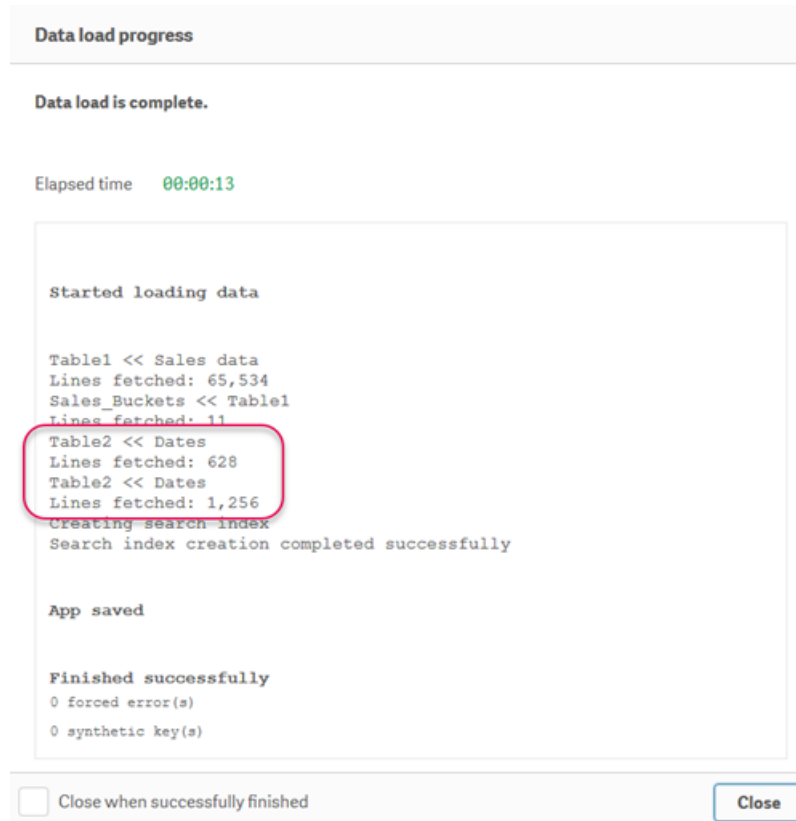 Data load progress
Data load is complete.
Elapsed time 00:00:13
Started loading data
Table1 << Sales data
Lines fetched: 65,534
Sales_Buckets << Table1
Lines fetched: 11
Table2 << Dates
Lines fetched: 628
Table2 << Dates
Lines fetched: 1,256
Creating search index
Search index creation completed successfully
App saved
Finished successfully
0 forced error(s)
0 synthetic key(s)
Close when successfully finished
Close